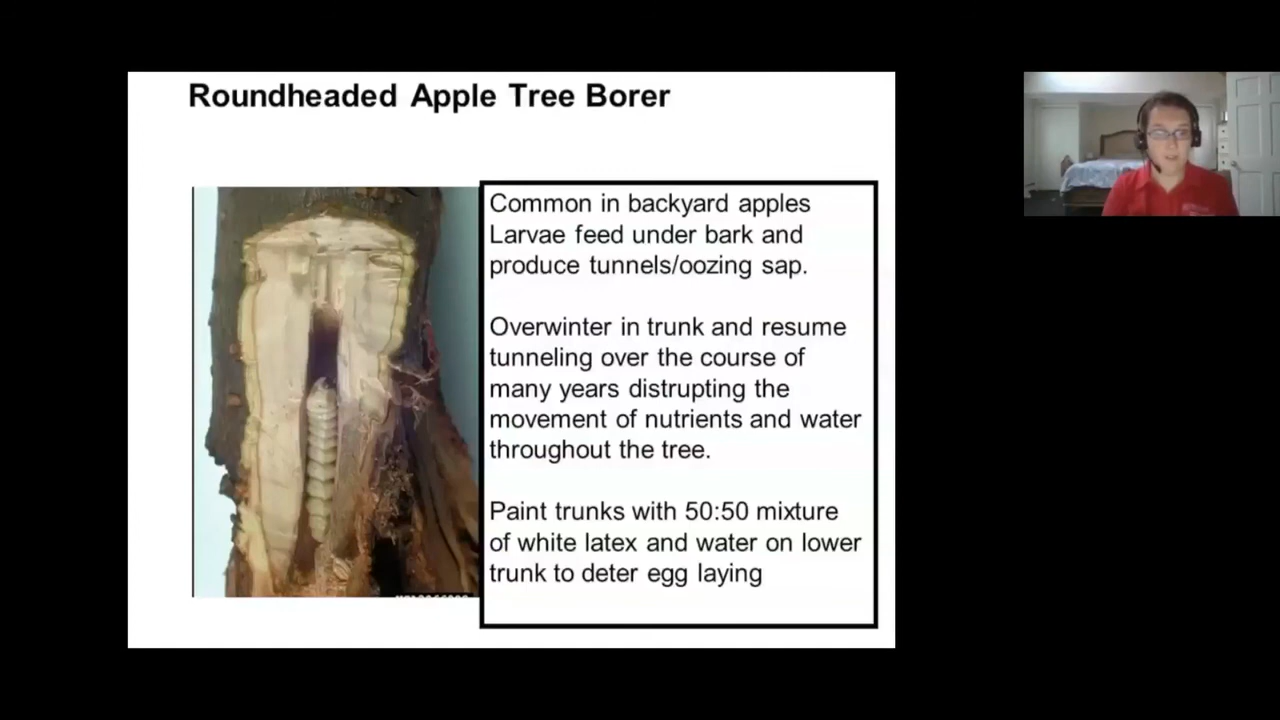 Roundheaded Apple Tree Borer
Common in backyard apples
Larvae feed under bark and
produce tunnels/oozing sap.
Overwinter in trunk and resume
tunneling over the course of
many years distrupting the
movement of nutrients and water
throughout the tree.
Paint trunks with 50:50 mixture
of white latex and water on lower
trunk to deter egg laying